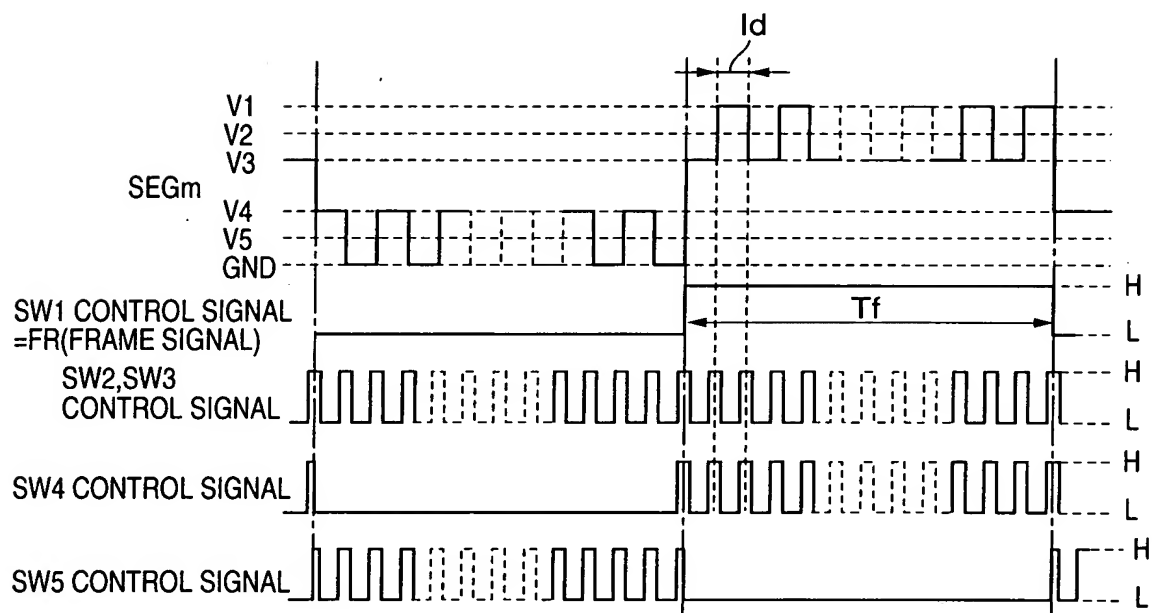 Id
V1
V2
V3
SEGm
V4
V5
GND
H
SW1 CONTROL SIGNAL
=FR(FRAME SIGNAL)
Tf
L
SW2,SW3
CONTROL SIGNAL
H
L
SW4 CONTROL SIGNAL
H
L
SW5 CONTROL SIGNAL
H
L